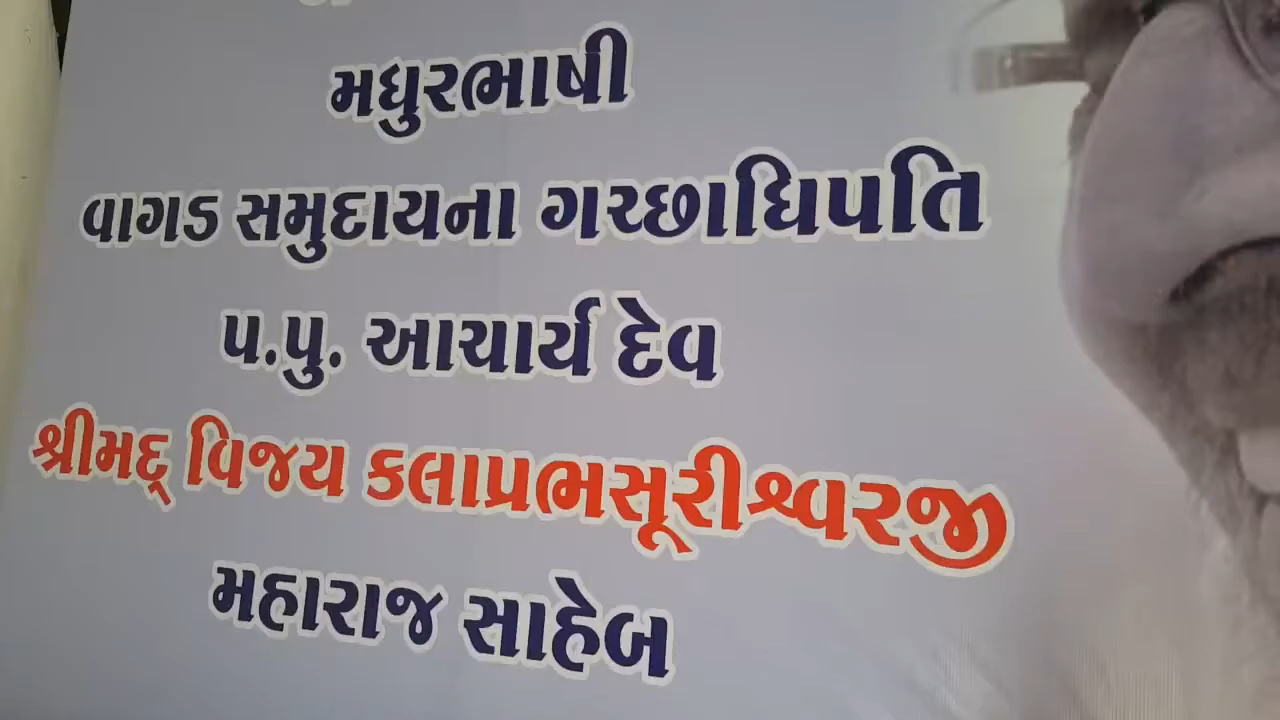 મધુરભાષી
વાગડ સમુદાયના ગચ્છાધિપતિ
પ.પુ. આચાર્ય દેવ
શ્રીમદ્ વિજય કલાપ્રભસૂરીશ્વરજી
મહારાજ સાહેબ